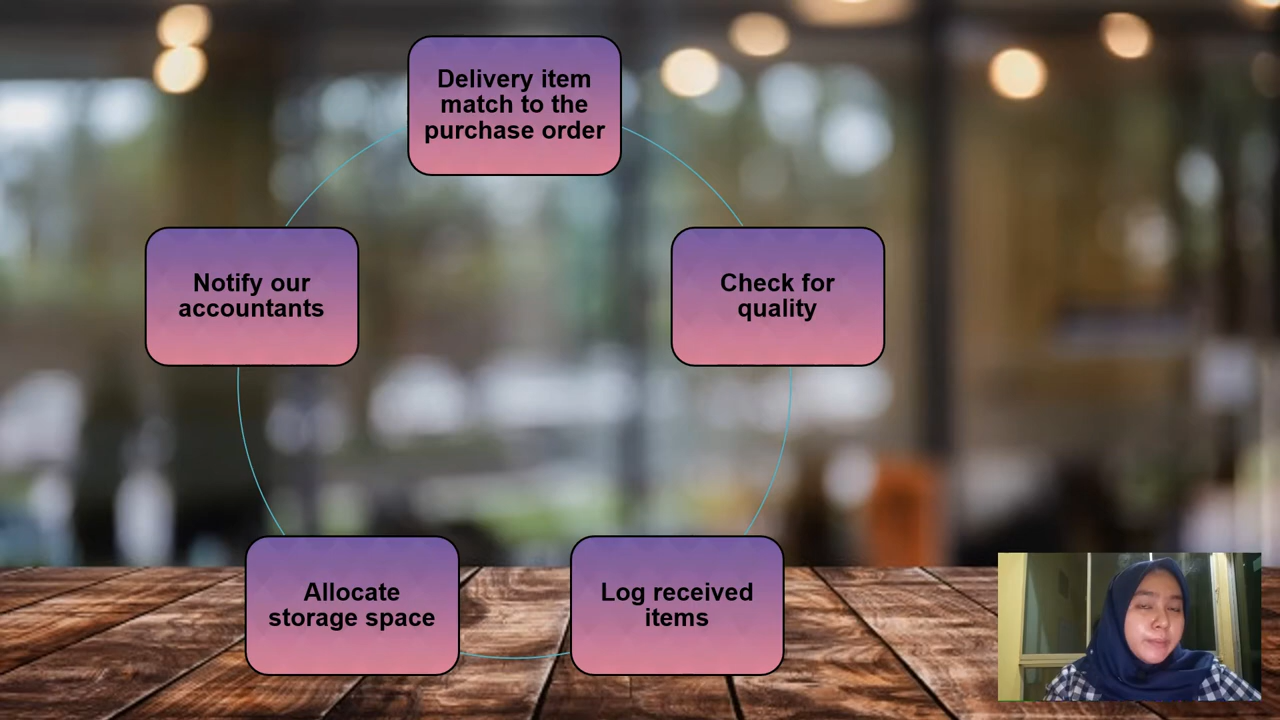 Delivery item
match to the
purchase order
Check for
quality
Log received
items
Allocate
storage space
Notify our
accountants